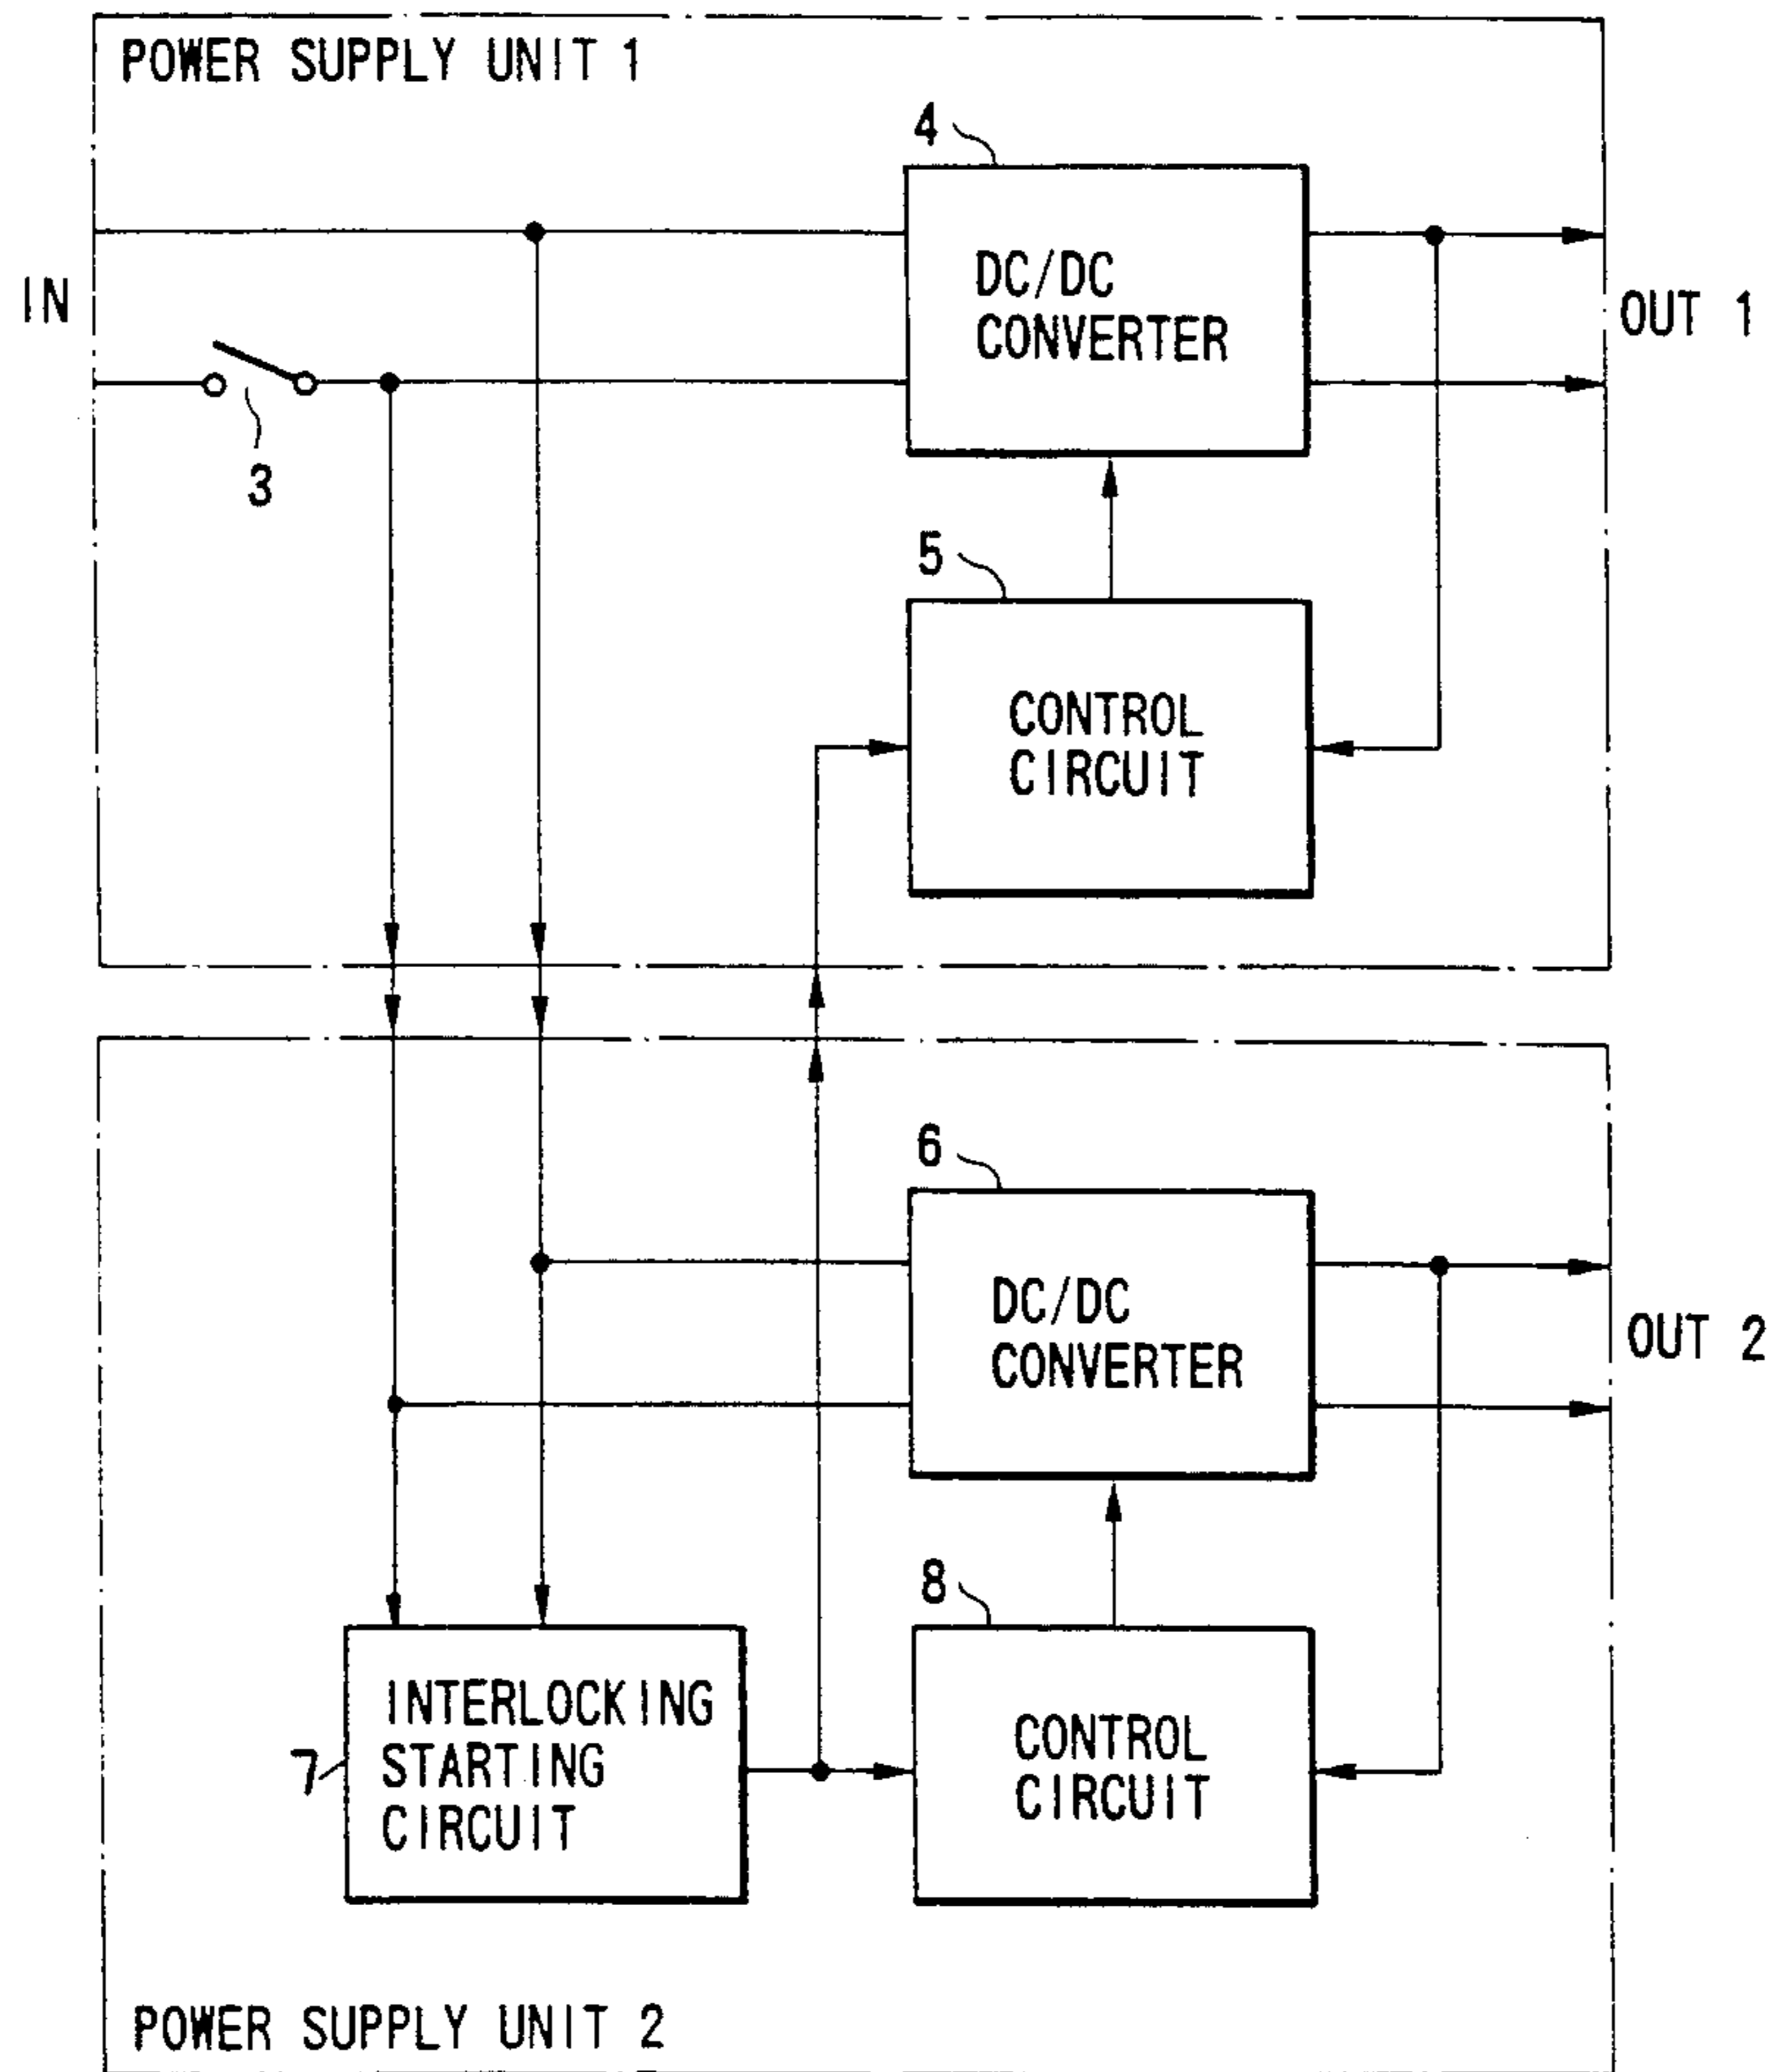 POWER SUPPLY UNIT 1
4
DC/DC
CONVERTER
IN
OUT 1
3
5
CONTROL
CIRCUIT
6
DC/DC
CONVERTER
OUT 2
8
INTERLOCKING
STARTING
CIRCUIT
7
CONTROL
CIRCUIT
POWER SUPPLY UNIT 2